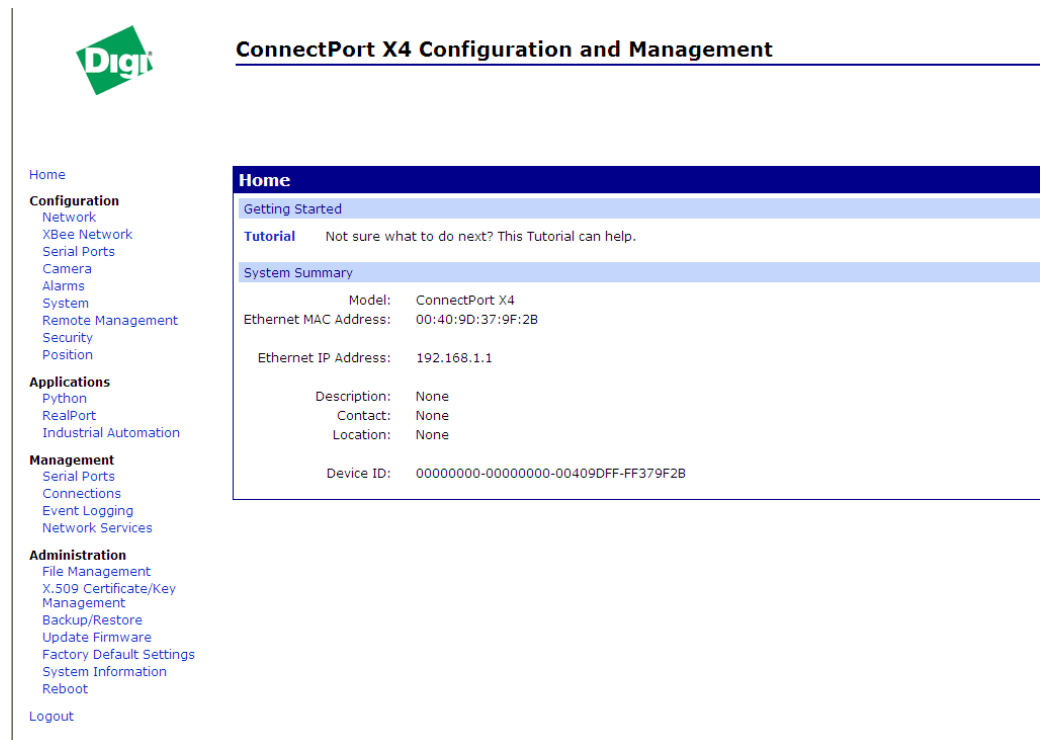 Digi
ConnectPort X4 Configuration and Management
Home
Configuration
Network
XBee Network
Serial Ports
Camera
Alarms
System
Remote Management
Security
Position
Applications
Python
RealPort
Industrial Automation
Management
Serial Ports
Connections
Event Logging
Network Services
Administration
File Management
X.509 Certificate/Key
Management
Backup/Restore
Update Firmware
Factory Default Settings
System Information
Reboot
Logout
Home
Getting Started
Tutorial Not sure what to do next? This Tutorial can help.
System Summary
Model: ConnectPort X4
Ethernet MAC Address: 00:40:9D:37:9F:2B
Ethernet IP Address: 192.168.1.1
Description: None
Contact: None
Location: None
Device ID: 00000000-00000000-00409DFF-FF379F2B